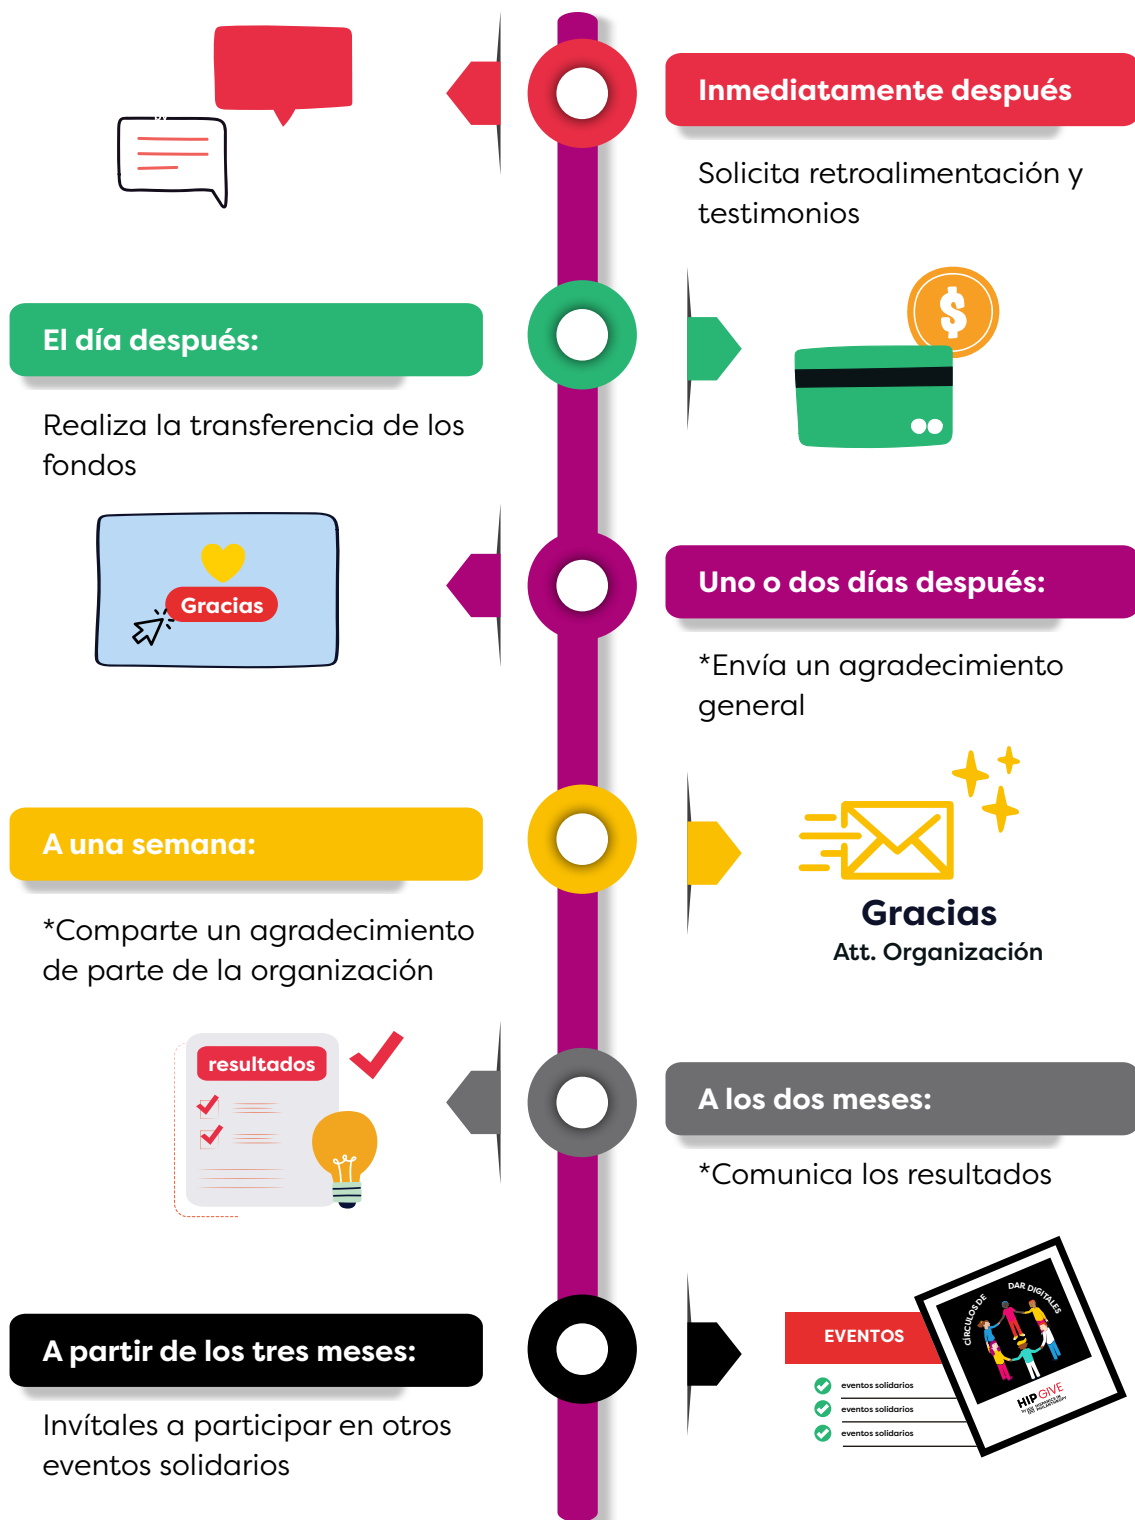 Inmediatamente después
Solicita retroalimentación y
testimonios
El día después:
Realiza la transferencia de los
fondos
$
Gracias
Uno o dos días después:
*Envía un agradecimiento
general
A una semana:
*Comparte un agradecimiento
de parte de la organización
Gracias
Att. Organización
resultados
A los dos meses:
*Comunica los resultados
A partir de los tres meses:
Invítales a participar en otros
eventos solidarios
EVENTOS
eventos solidarios
eventos solidarios
eventos solidarios
CÍRCULOS DE DAR DIGITALES
HIPGIVE